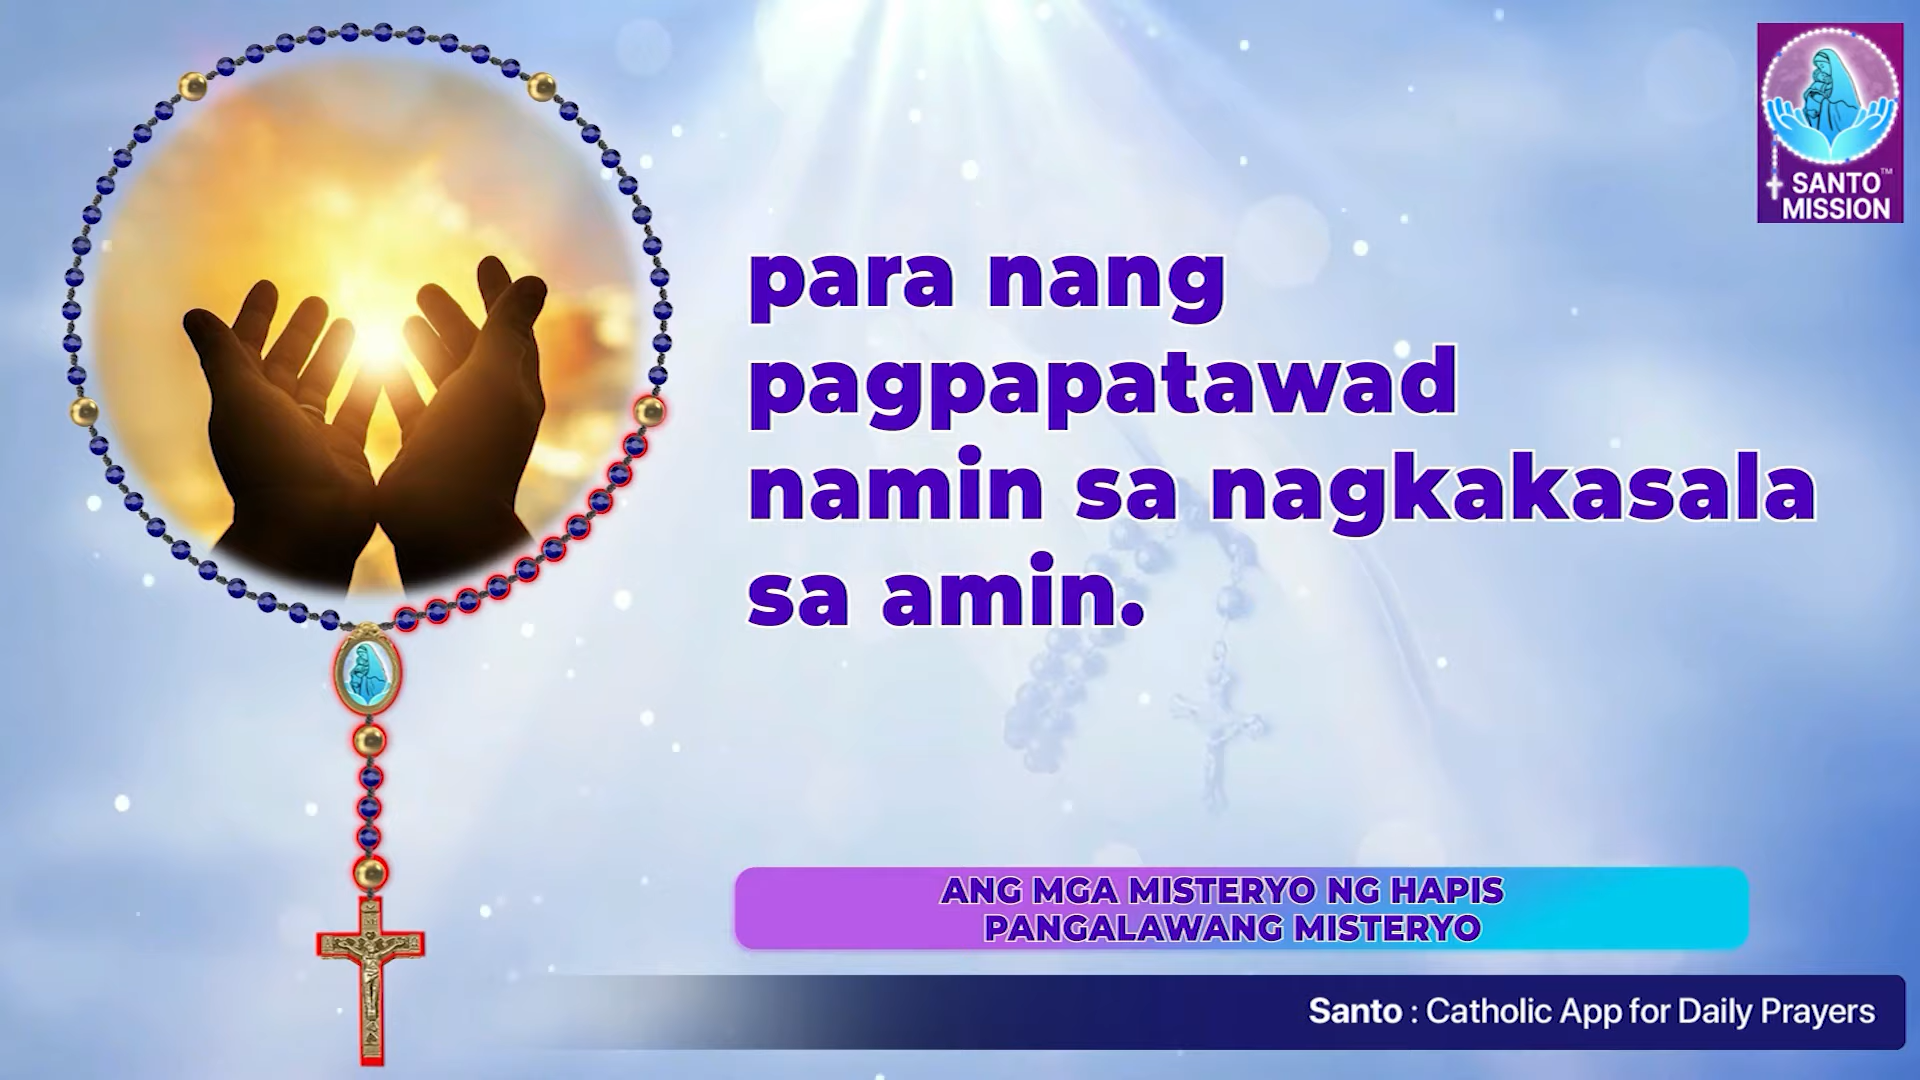 SANTO™
MISSION
para nang
pagpapatawad
namin sa nagkakasala
sa amin.
ANG MGA MISTERYO NG HAPIS
PANGALAWANG MISTERYO
Santo : Catholic App for Daily Prayers